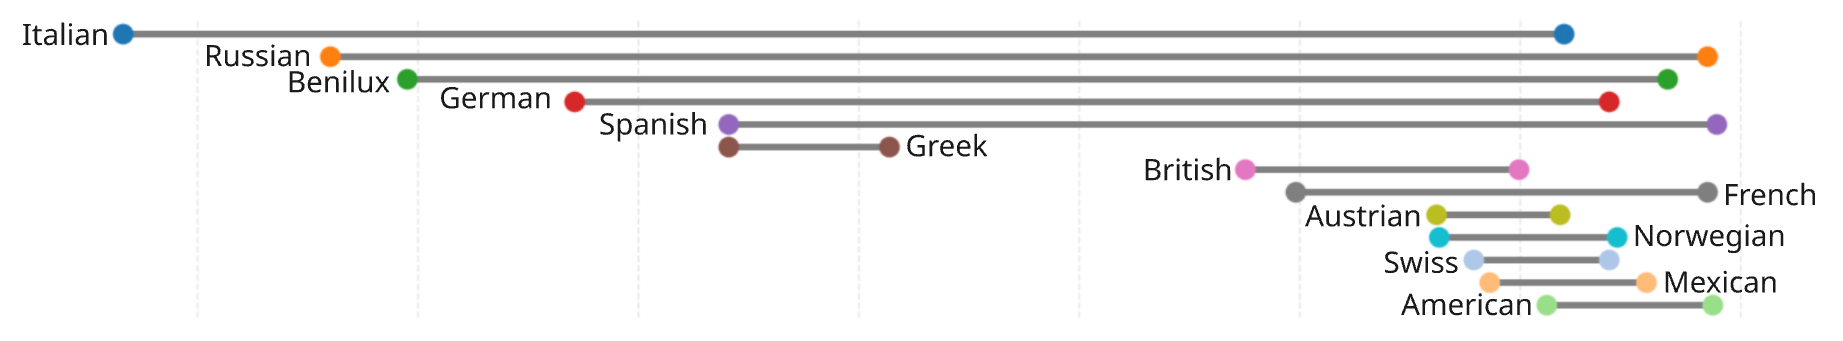 Italian
Russian
Benilux
German
Spanish
Greek
British
French
Austrian
Norwegian
Swiss
Mexican
American